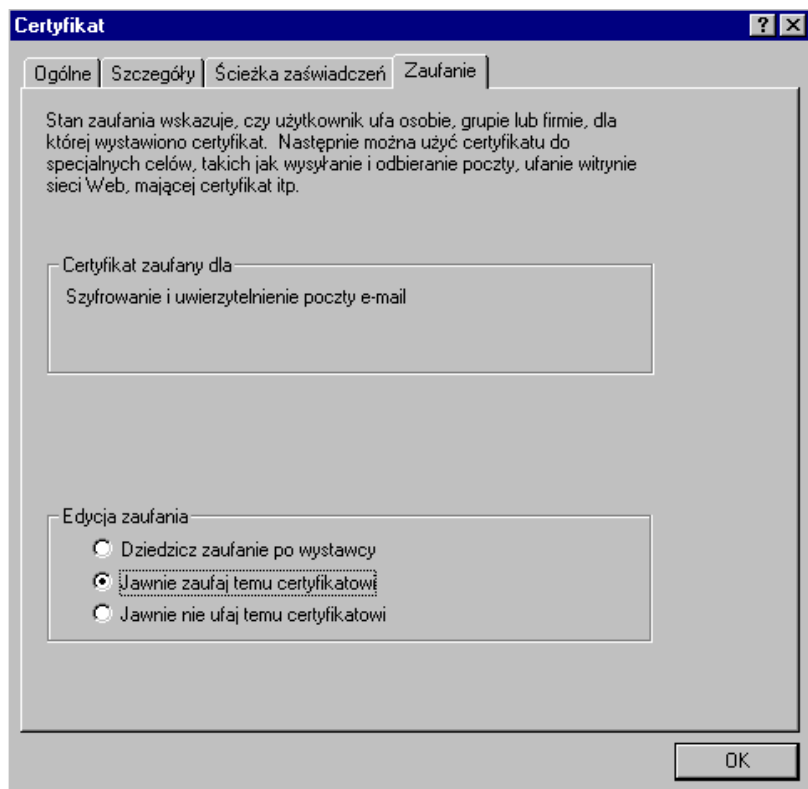 Certyfikat
Ogólne Szczegóły Ścieżka zaświadczeń Zaufanie
Stan zaufania wskazuje, czy użytkownik ufa osobie, grupie lub firmie, dla
której wystawiono certyfikat. Następnie można użyć certyfikatu do
specjalnych celów, takich jak wysyłanie i odbieranie poczty, ufanie witrynie
sieci Web, mającej certyfikat itp.
Certyfikat zaufany dla
Szyfrowanie i uwierzytelnienie poczty e-mail
Edycja zaufania
Dziedzicz zaufanie po wystawcy
Jawnie zaufaj temu certyfikatowi
Jawnie nie ufaj temu certyfikatowi
OK